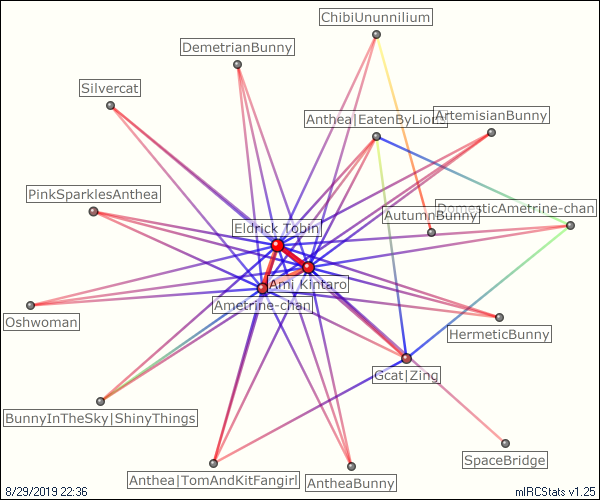 ChibiUnunnilium
DemetrianBunny
Silvercat
Anthea|EatenByLions
ArtemisianBunny
PinkSparklesAnthea
DomesticAmetrine-chan
AutumnBunny
Eldrick Tobin
Ami Kintaro
Ametrine-chan
Oshwoman
HermeticBunny
Gcat|Zing
BunnyInTheSky|ShinyThings
SpaceBridge
Anthea|TomAndKitFangirl
AntheaBunny
8/29/2019 22:36
mIRCStats v1.25